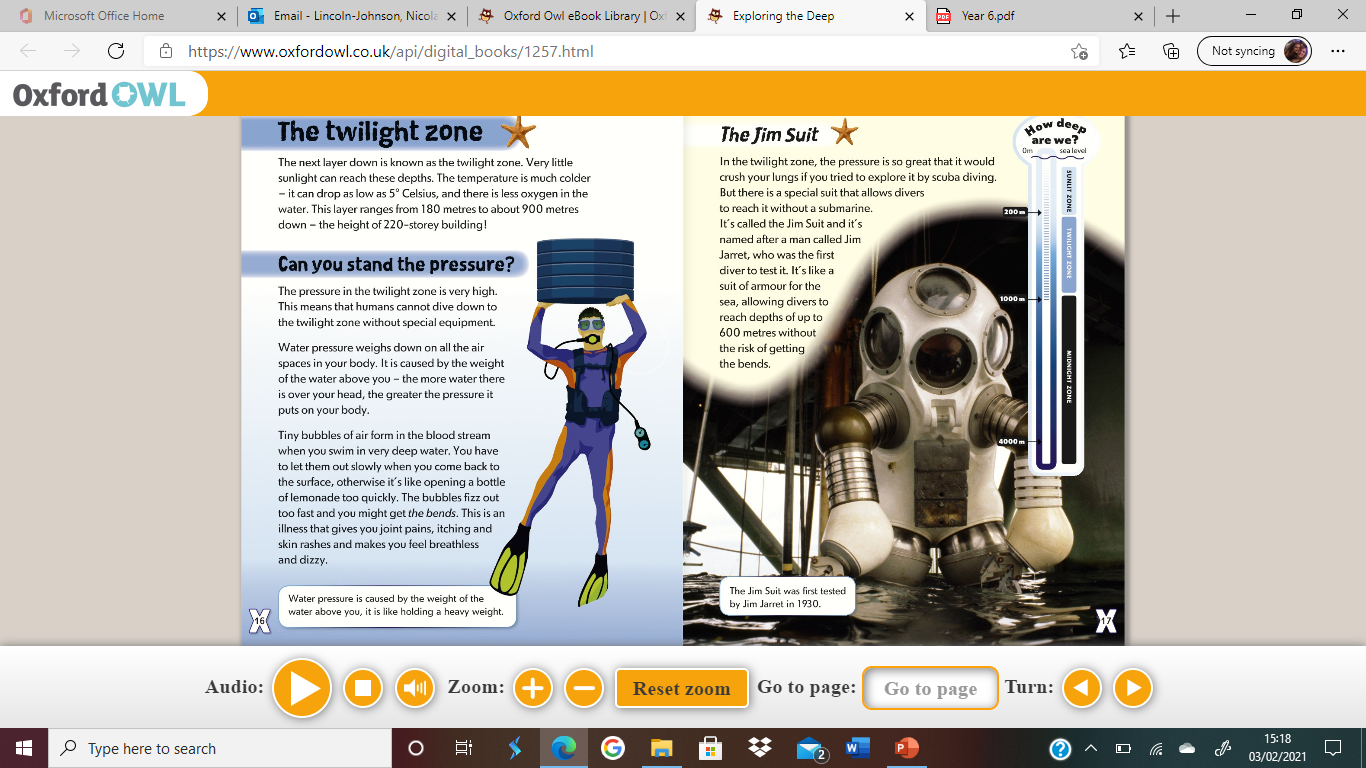 Microsoft Office Home
Email - Lincoln-Johnson, Nicola
Oxford Owl eBook Library | Oxf
Exploring the Deep
Year 6.pdf
https://www.oxfordowl.co.uk/api/digital_books/1257.html
Not syncing
Oxford OWL
The twilight zone
The next layer down is known as the twilight zone. Very little
sunlight can reach these depths. The temperature is much colder
– it can drop as low as 5° Celsius, and there is less oxygen in the
water. This layer ranges from 180 metres to about 900 metres
down – the height of 220-storey building!
Can you stand the pressure?
The pressure in the twilight zone is very high.
This means that humans cannot dive down to
the twilight zone without special equipment.
Water pressure weighs down on all the air
spaces in your body. It is caused by the weight
of the water above you – the more water there
is over your head, the greater the pressure it
puts on your body.
Tiny bubbles of air form in the blood stream
when you swim in very deep water. You have
to let them out slowly when you come back to
the surface, otherwise it's like opening a bottle
of lemonade too quickly. The bubbles fizz out
too fast and you might get the bends. This is an
illness that gives you joint pains, itching and
skin rashes and makes you feel breathless
and dizzy.
Water pressure is caused by the weight of the
water above you, it is like holding a heavy weight.
16
The Jim Suit
In the twilight zone, the pressure is so great that it would
crush your lungs if you tried to explore it by scuba diving.
But there is a special suit that allows divers
to reach it without a submarine.
It's called the Jim Suit and it's
named after a man called Jim
Jarret, who was the first
diver to test it. It's like a
suit of armour for the
sea, allowing divers to
reach depths of up to
600 metres without
the risk of getting
the bends.
The Jim Suit was first tested
by Jim Jarret in 1930.
How deep
are we?
0m sea level
SUNLIT ZONE
200 m
TWILIGHT ZONE
1000 m
MIDNIGHT ZONE
4000 m
17
Audio:
Zoom:
Reset zoom
Go to page:
Go to page
Turn:
Type here to search
2
15:18
03/02/2021